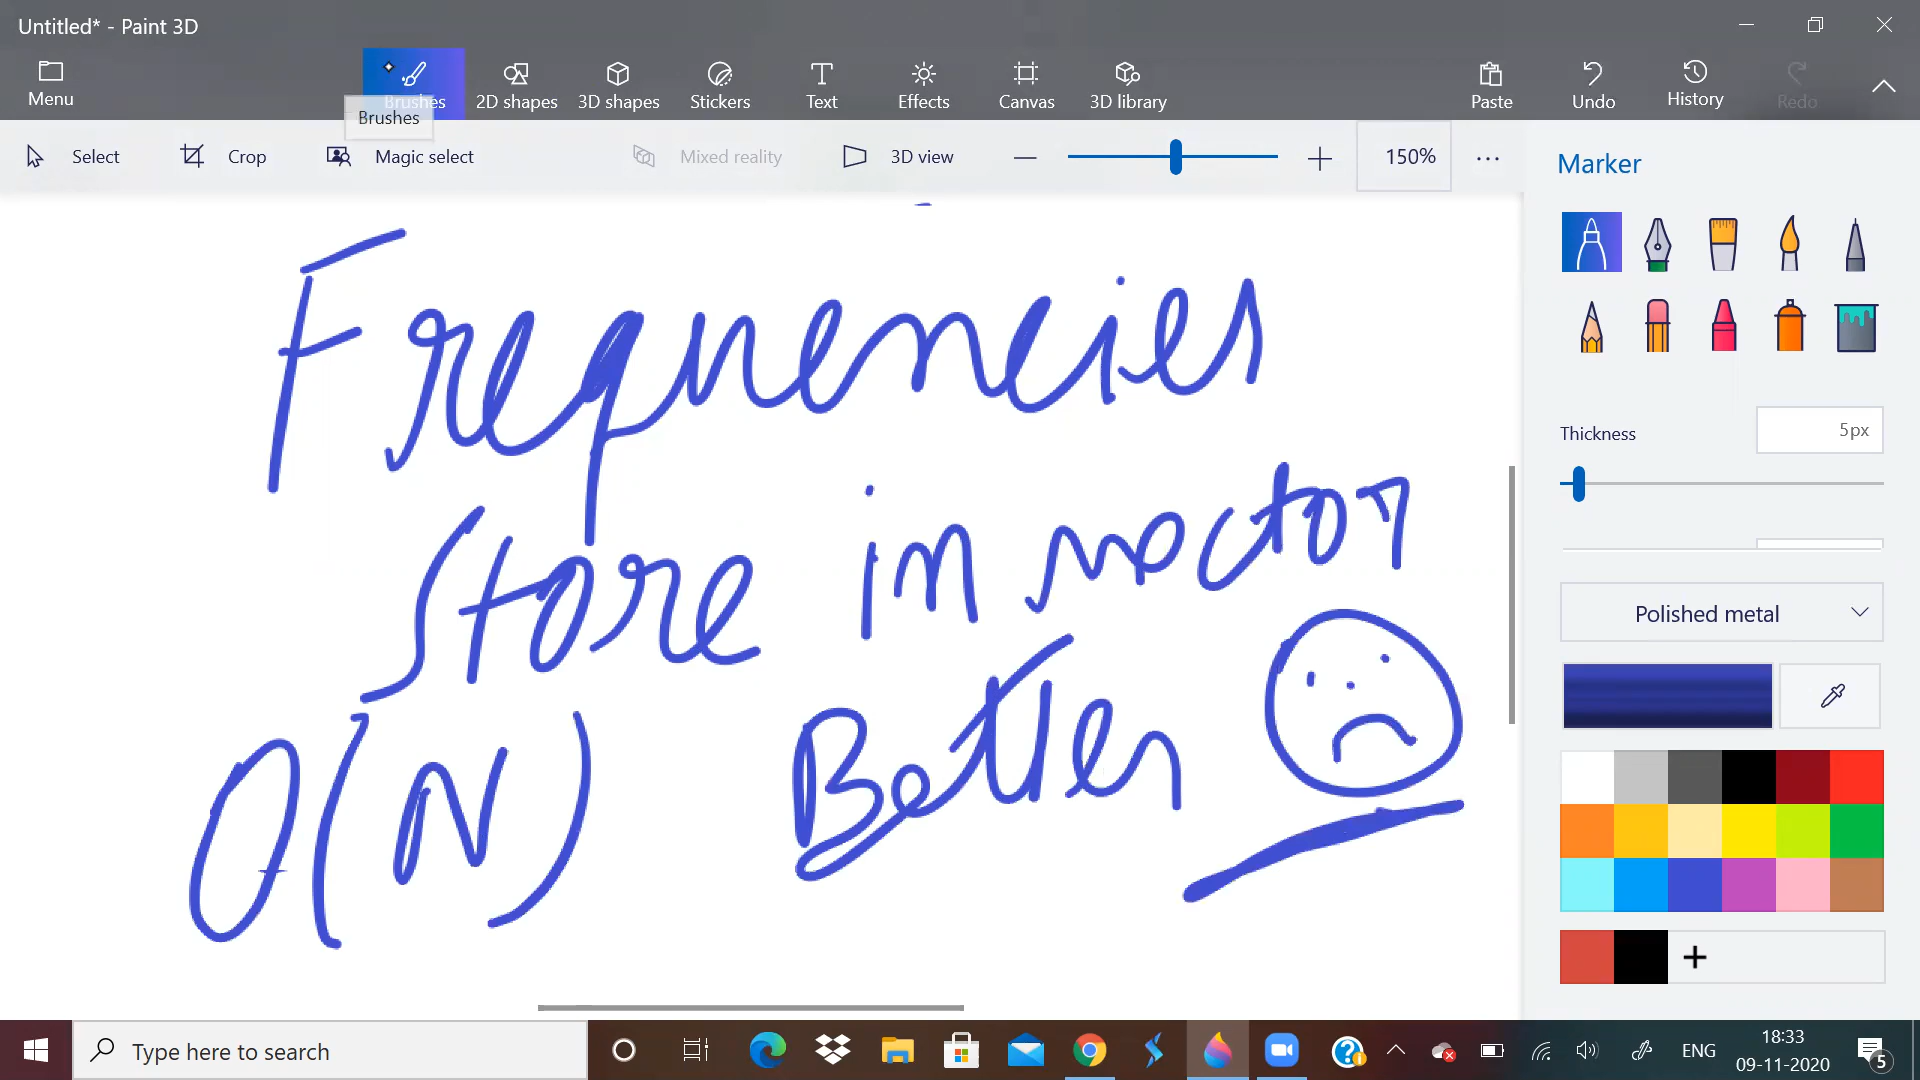 Untitled* - Paint 3D
Menu
Brushes
2D shapes
3D shapes
Stickers
Text
Effects
Canvas
3D library
Paste
Undo
History
Redo
Brushes
Select
Crop
Magic select
Mixed reality
3D view
150%
Marker
Thickness
5px
Polished metal
Frequencies
Store in vector
O(N) Better
Type here to search
ENG
18:33
09-11-2020
5